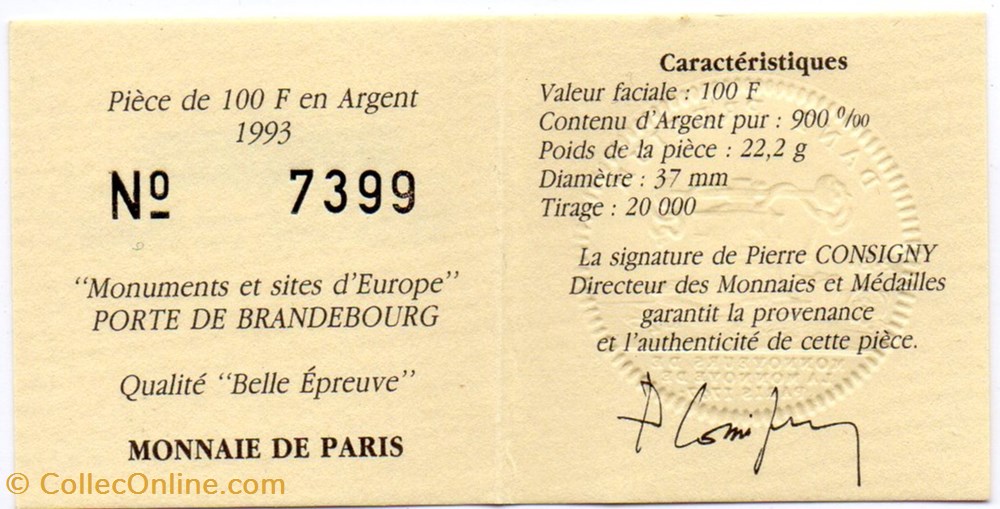 Pièce de 100 F en Argent
1993
Nº 7399
"Monuments et sites d'Europe"
PORTE DE BRANDEBOURG
Qualité "Belle Épreuve"
MONNAIE DE PARIS
Caractéristiques
Valeur faciale : 100 F
Contenu d'Argent pur : 900 ‰
Poids de la pièce : 22,2 g
Diamètre : 37 mm
Tirage : 20 000
La signature de Pierre CONSIGNY
Directeur des Monnaies et Médailles
garantit la provenance
et l'authenticité de cette pièce.
© CollecOnline.com